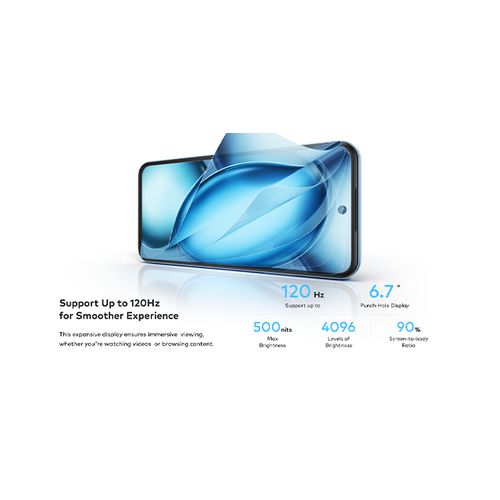 Support Up to 120Hz
for Smoother Experience
This expansive display ensures immersive viewing,
whether you're watching videos or browsing content.
120 Hz
Support up to
6.7"
Punch-Hole Display
500nits
Max
Brightness
4096
Levels of
Brightness
90%
Screen-to-body
Ratio